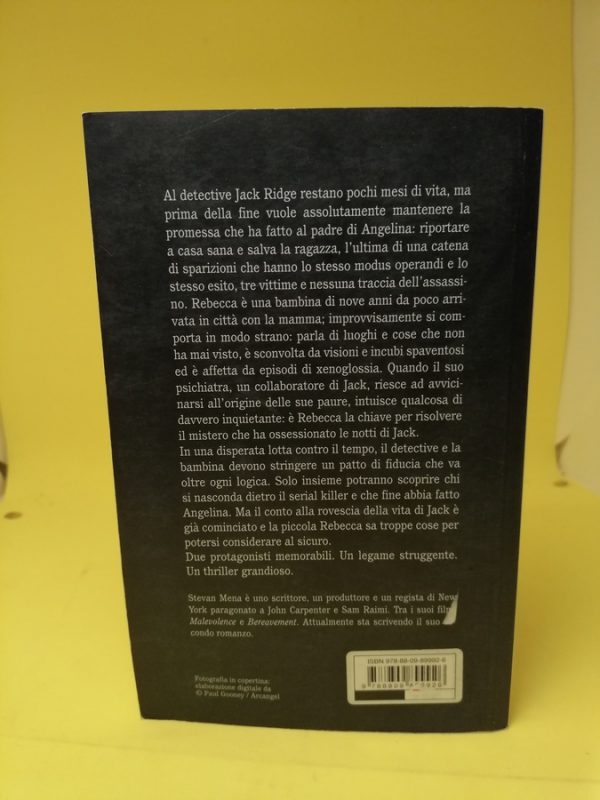 Al detective Jack Ridge restano pochi mesi di vita, ma
prima della fine vuole assolutamente mantenere la
promessa che ha fatto al padre di Angelina: riportare
a casa sana e salva la ragazza, l'ultima di una catena
di sparizioni che hanno lo stesso modus operandi e lo
stesso esito, tre vittime e nessuna traccia dell'assassi-
no. Rebecca è una bambina di nove anni da poco arri-
vata in città con la mamma; improvvisamente si com-
porta in modo strano: parla di luoghi e cose che non
ha mai visto, è sconvolta da visioni e incubi spaventosi
ed è affetta da episodi di xenoglossia. Quando il suo
psichiatra, un collaboratore di Jack, riesce ad avvici-
narsi all'origine delle sue paure, intuisce qualcosa di
davvero inquietante: è Rebecca la chiave per risolvere
il mistero che ha ossessionato le notti di Jack.
In una disperata lotta contro il tempo, il detective e la
bambina devono stringere un patto di fiducia che va
oltre ogni logica. Solo insieme potranno scoprire chi
si nasconda dietro il serial killer e che fine abbia fatto
Angelina. Ma il conto alla rovescia della vita di Jack è
già cominciato e la piccola Rebecca sa troppe cose per
potersi considerare al sicuro.
Due protagonisti memorabili. Un legame struggente.
Un thriller grandioso.
Stevan Mena è uno scrittore, un produttore e un regista di New
York paragonato a John Carpenter e Sam Raimi. Tra i suoi film
Malevolence e Bereavement. Attualmente sta scrivendo il suo
condo romanzo.
Fotografia in copertina:
elaborazione digitale da
© Paul Gooney / Arcangel
ISBN 978-88-09-89992-6